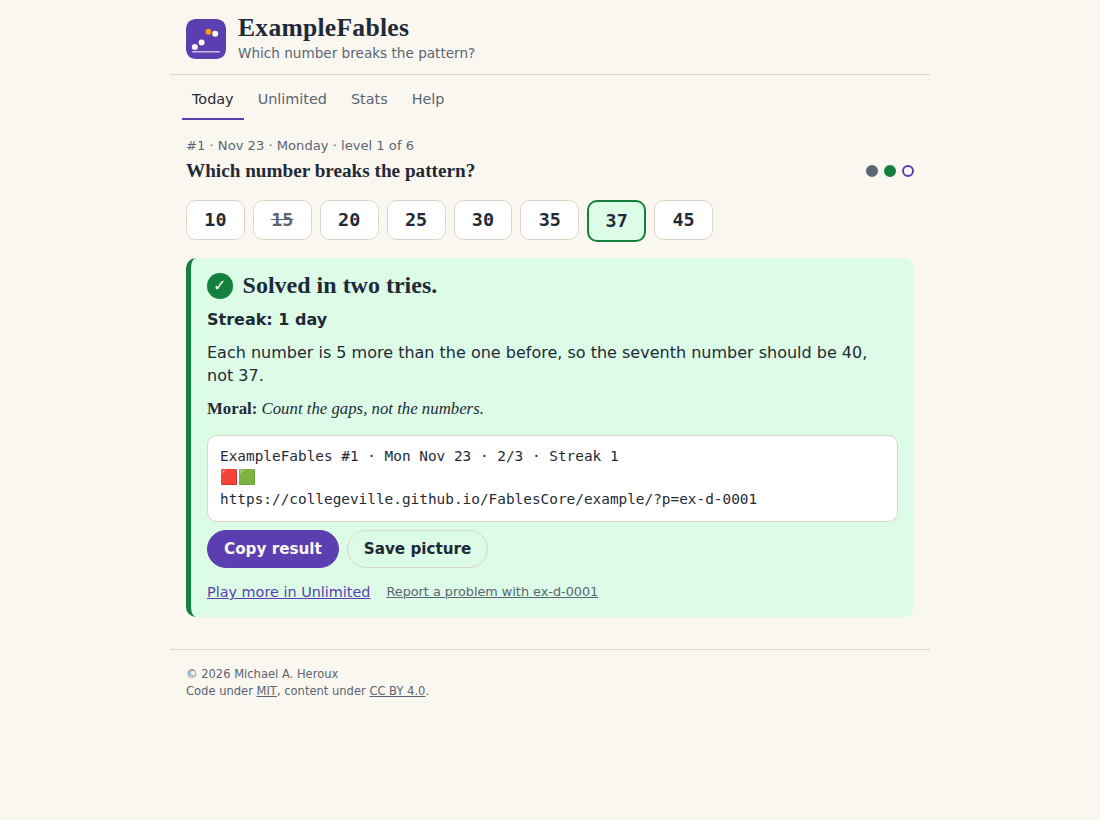 ExampleFables
Which number breaks the pattern?
Today Unlimited Stats Help
#1 · Nov 23 · Monday · level 1 of 6
Which number breaks the pattern?
10 15 20 25 30 35 37 45
✓ Solved in two tries.
Streak: 1 day
Each number is 5 more than the one before, so the seventh number should be 40,
not 37.
Moral: Count the gaps, not the numbers.
ExampleFables #1 · Mon Nov 23 · 2/3 · Streak 1
🟥🟩
https://collegeville.github.io/FablesCore/example/?p=ex-d-0001
Copy result Save picture
Play more in Unlimited Report a problem with ex-d-0001
© 2026 Michael A. Heroux
Code under MIT, content under CC BY 4.0.